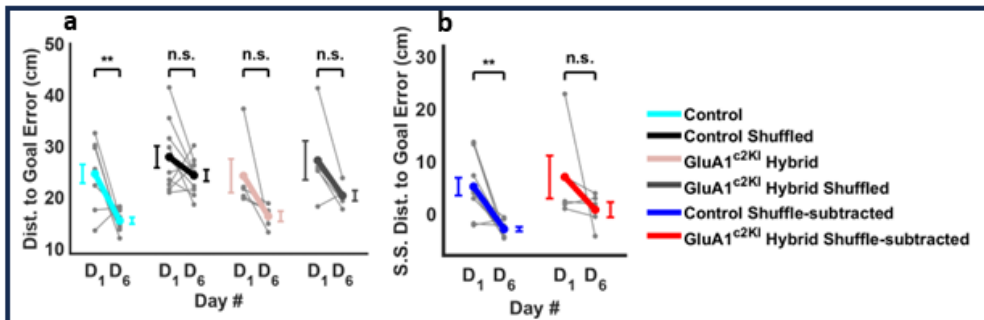 a
b
** n.s. n.s. n.s.
** n.s.
Dist. to Goal Error (cm)
50
40
30
20
10
D1 D6 D1 D6 D1 D6 D1 D6
Day #
S.S. Dist. to Goal Error (cm)
30
20
10
0
D1 D6 D1 D6
Day #
Control
Control Shuffled
GluA1c2KI Hybrid
GluA1c2KI Hybrid Shuffled
Control Shuffle-subtracted
GluA1c2KI Hybrid Shuffle-subtracted